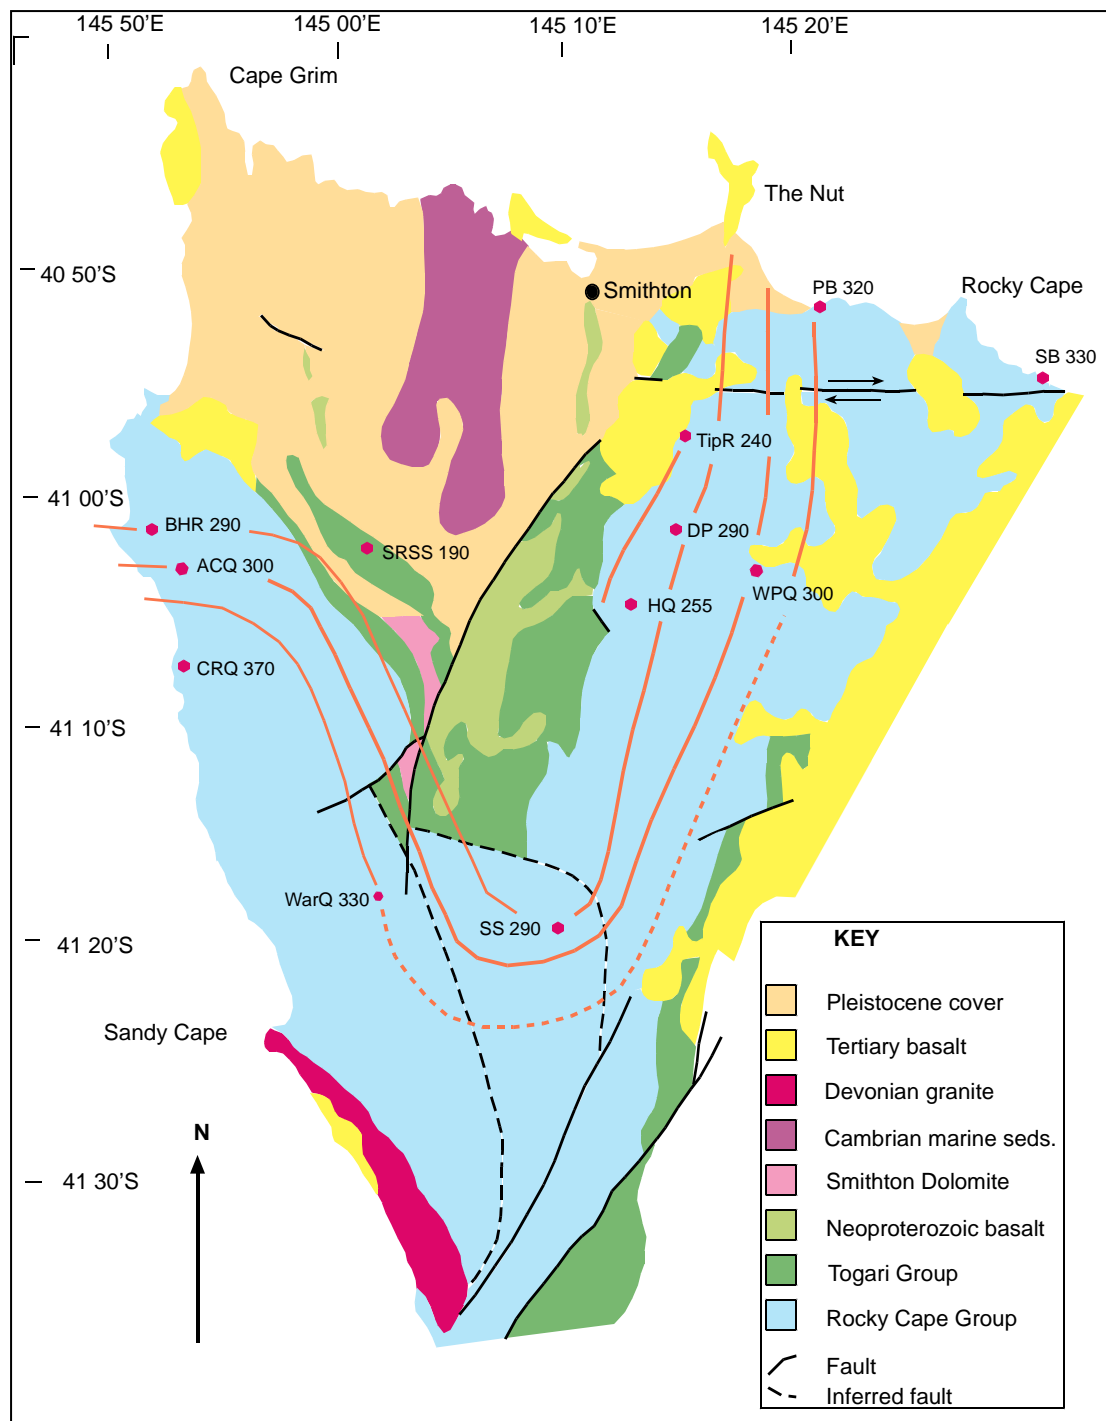 145 50'E 145 00'E 145 10'E 145 20'E
Cape Grim
The Nut
40 50'S
Smithton
PB 320
Rocky Cape
SB 330
TipR 240
41 00'S
BHR 290
DP 290
SRSS 190
ACQ 300
WPQ 300
HQ 255
CRQ 370
41 10'S
WarQ 330
SS 290
41 20'S
Sandy Cape
N
41 30'S
KEY
Pleistocene cover
Tertiary basalt
Devonian granite
Cambrian marine seds.
Smithton Dolomite
Neoproterozoic basalt
Togari Group
Rocky Cape Group
Fault
Inferred fault